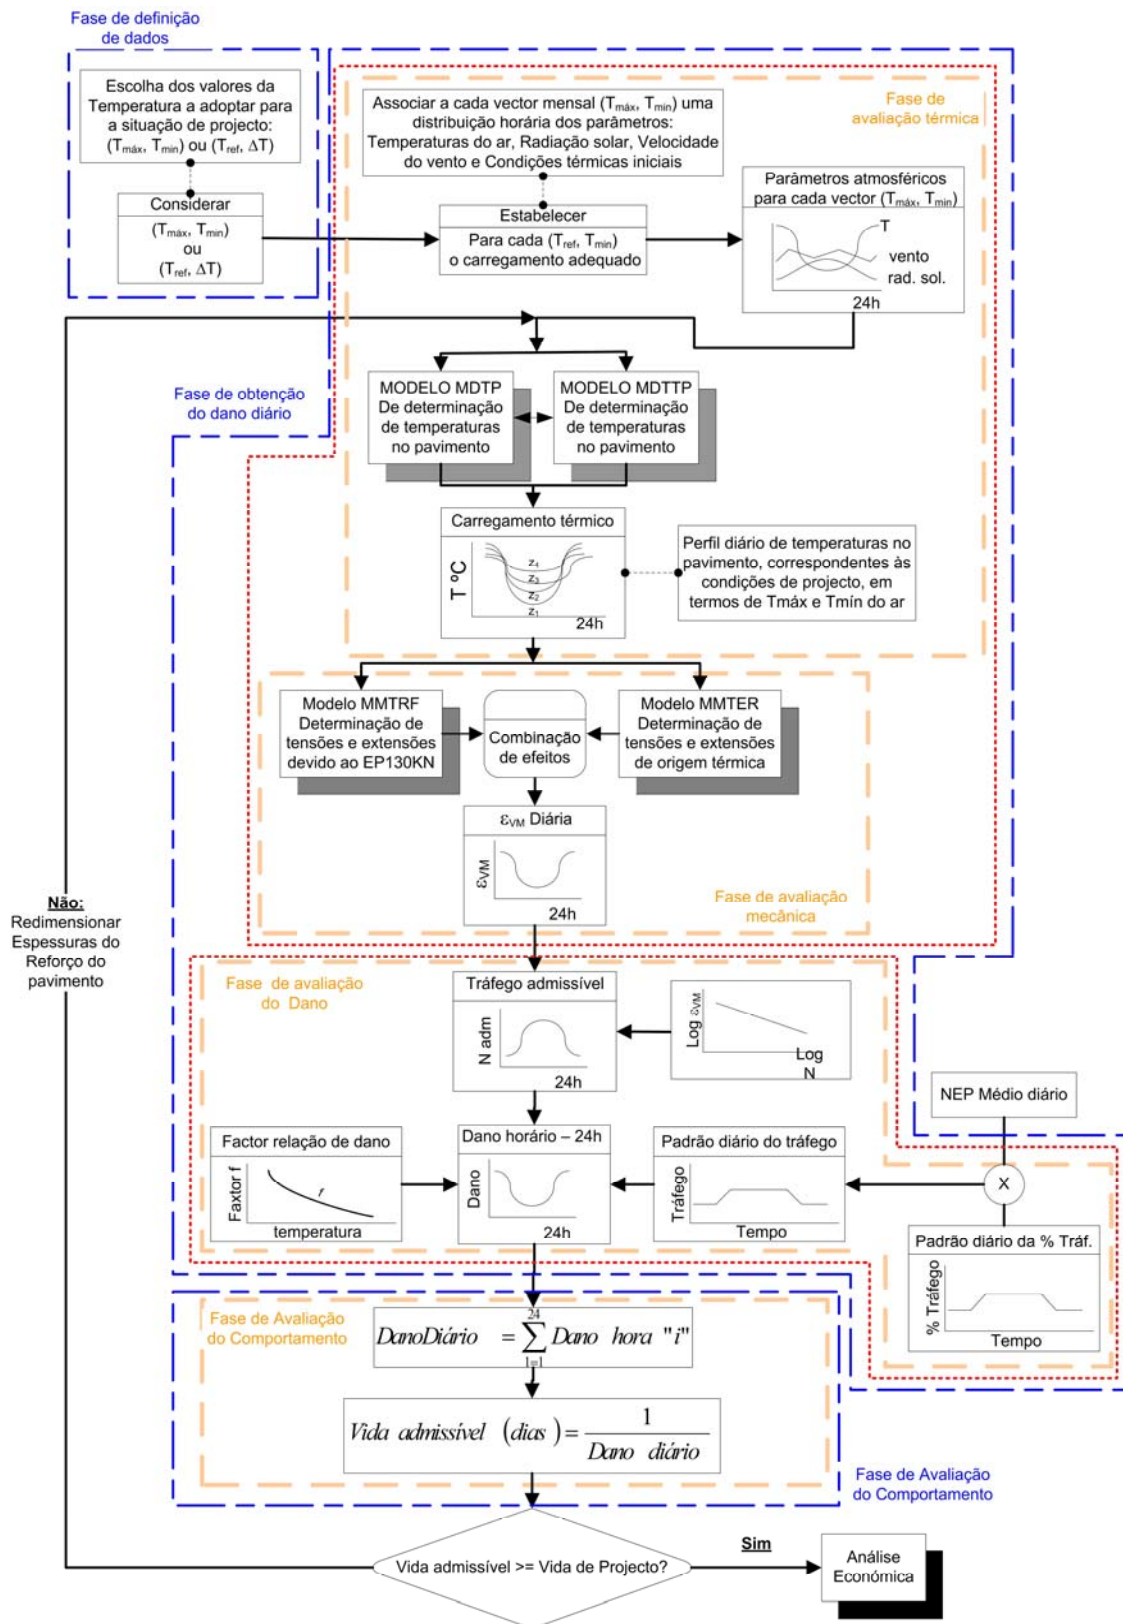 Fase de definição
de dados
Escolha dos valores da
Temperatura a adoptar para
a situação de projecto:
(Tmáx, Tmin) ou (Tref, ΔT)
Considerar
(Tmáx, Tmin)
ou
(Tref, ΔT)
Associar a cada vector mensal (Tmáx, Tmin) uma
distribuição horária dos parâmetros:
Temperaturas do ar, Radiação solar, Velocidade
do vento e Condições térmicas iniciais
Fase de
avaliação térmica
Estabelecer
Para cada (Tref, Tmin)
o carregamento adequado
Parâmetros atmosféricos
para cada vector (Tmáx, Tmin)
T
vento
rad. sol.
24h
Fase de obtenção
do dano diário
MODELO MDTP
De determinação
de temperaturas
no pavimento
MODELO MDTTP
De determinação
de temperaturas
no pavimento
Carregamento térmico
T ºC
z4
z3
z2
z1
24h
Perfil diário de temperaturas no
pavimento, correspondentes às
condições de projecto, em
termos de Tmáx e Tmín do ar
Modelo MMTRF
Determinação de
tensões e extensões
devido ao EP130KN
Combinação
de efeitos
Modelo MMTER
Determinação de
tensões e extensões
de origem térmica
εVM Diária
εVM
24h
Fase de avaliação
mecânica
Não:
Redimensionar
Espessuras do
Reforço do
pavimento
Fase de avaliação
do Dano
Tráfego admissível
N adm
24h
Log εVM
Log
N
NEP Médio diário
Factor relação de dano
Faxtor f
f
temperatura
Dano horário – 24h
Dano
24h
Padrão diário do tráfego
Tráfego
Tempo
X
Padrão diário da % Tráf.
% Tráfego
Tempo
Fase de Avaliação
do Comportamento
DanoDiário = 24 ∑ 1=1 Dano hora "i"
Vida admissível (dias) = 1 / Dano diário
Fase de Avaliação
do Comportamento
Vida admissível >= Vida de Projecto?
Sim
Análise
Económica